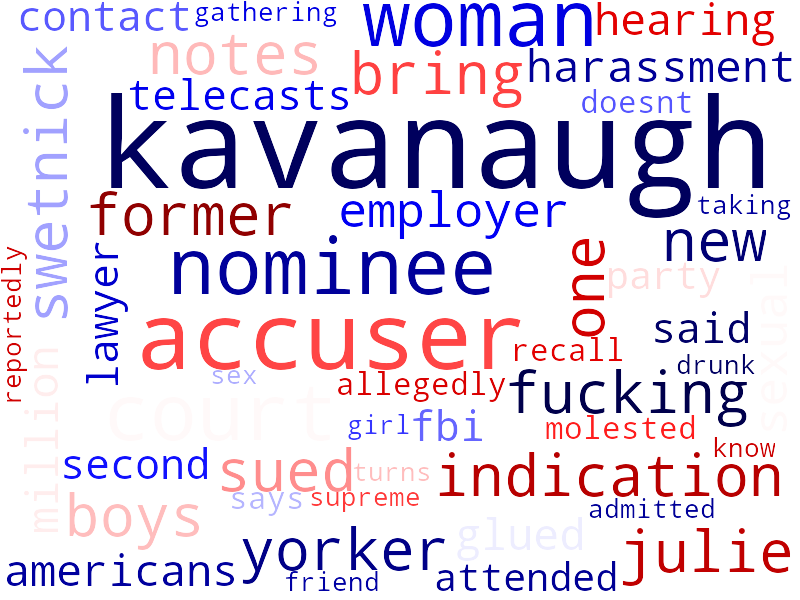 contact gathering woman hearing
swetnick notes bring harassment
telecasts doesnt
kavanaugh
former employer taking
reportedly lawyer nominee one new
party sexual
accuser said
recall drunk
million court sex allegedly fucking
girl fbi molested
know
second sued turns indication
boys says supreme
admitted
yorker glued julie
americans friend attended